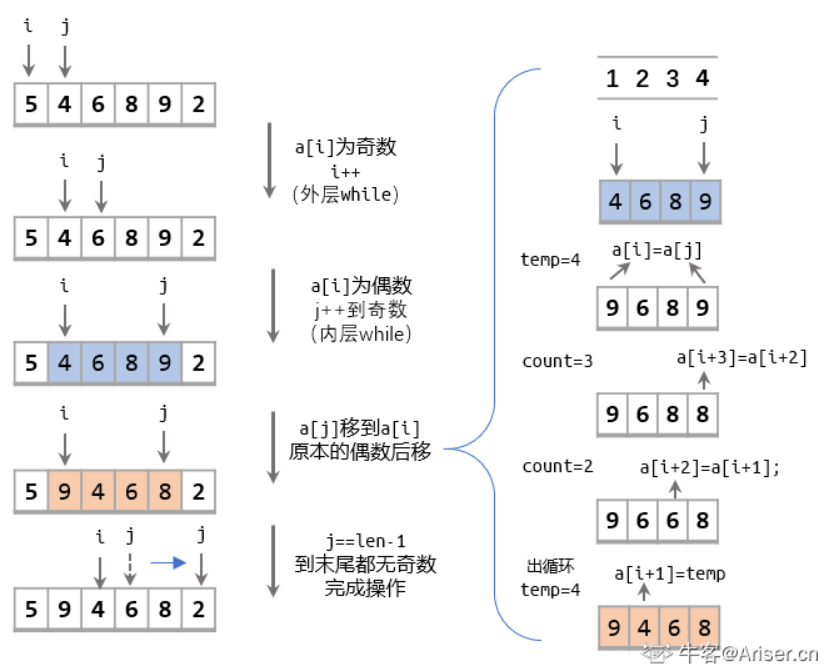 i j
5 4 6 8 9 2
a[i]为奇数
i++
(外层while)
i j
5 4 6 8 9 2
a[i]为偶数
j++到奇数
(内层while)
i j
5 4 6 8 9 2
a[j]移到a[i]
原本的偶数后移
i j
5 9 4 6 8 2
j==len-1
到末尾都无奇数
完成操作
i j j
5 9 4 6 8 2
1 2 3 4
i j
4 6 8 9
temp=4
a[i]=a[j]
9 6 8 9
count=3
a[i+3]=a[i+2]
9 6 8 8
count=2
a[i+2]=a[i+1];
9 6 6 8
出循环
temp=4
a[i+1]=temp
9 4 6 8
牛客@Ariser.cn